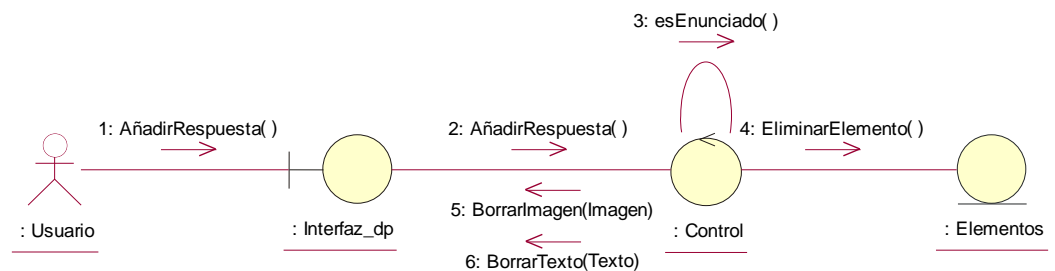 3: esEnunciado( )
1: AñadirRespuesta( )
2: AñadirRespuesta( )
4: EliminarElemento( )
5: BorrarImagen(Imagen)
6: BorrarTexto(Texto)
: Usuario
: Interfaz_dp
: Control
: Elementos